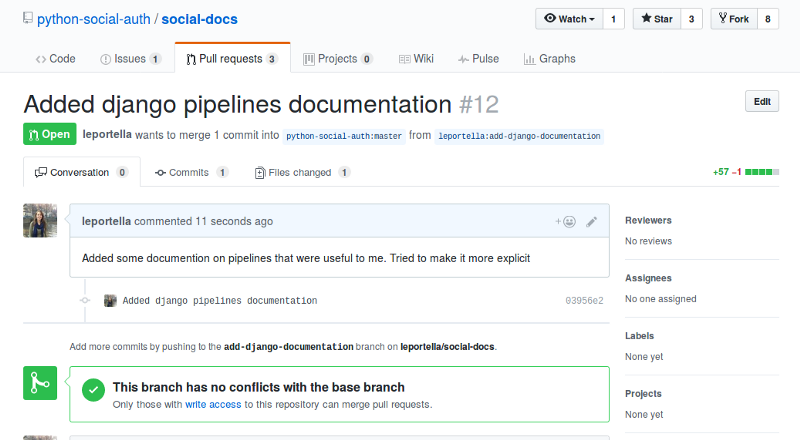 python-social-auth / social-docs
Watch 1 Star 3 Fork 8
Code Issues 1 Pull requests 3 Projects 0 Wiki Pulse Graphs
Added django pipelines documentation #12 Edit
Open leportella wants to merge 1 commit into python-social-auth:master from leportella:add-django-documentation
Conversation 0 Commits 1 Files changed 1 +57 −1
leportella commented 11 seconds ago
Added some documention on pipelines that were useful to me. Tried to make it more explicit
Added django pipelines documentation 03956e2
Add more commits by pushing to the add-django-documentation branch on leportella/social-docs.
This branch has no conflicts with the base branch
Only those with write access to this repository can merge pull requests.
Reviewers
No reviews
Assignees
No one assigned
Labels
None yet
Projects
None yet